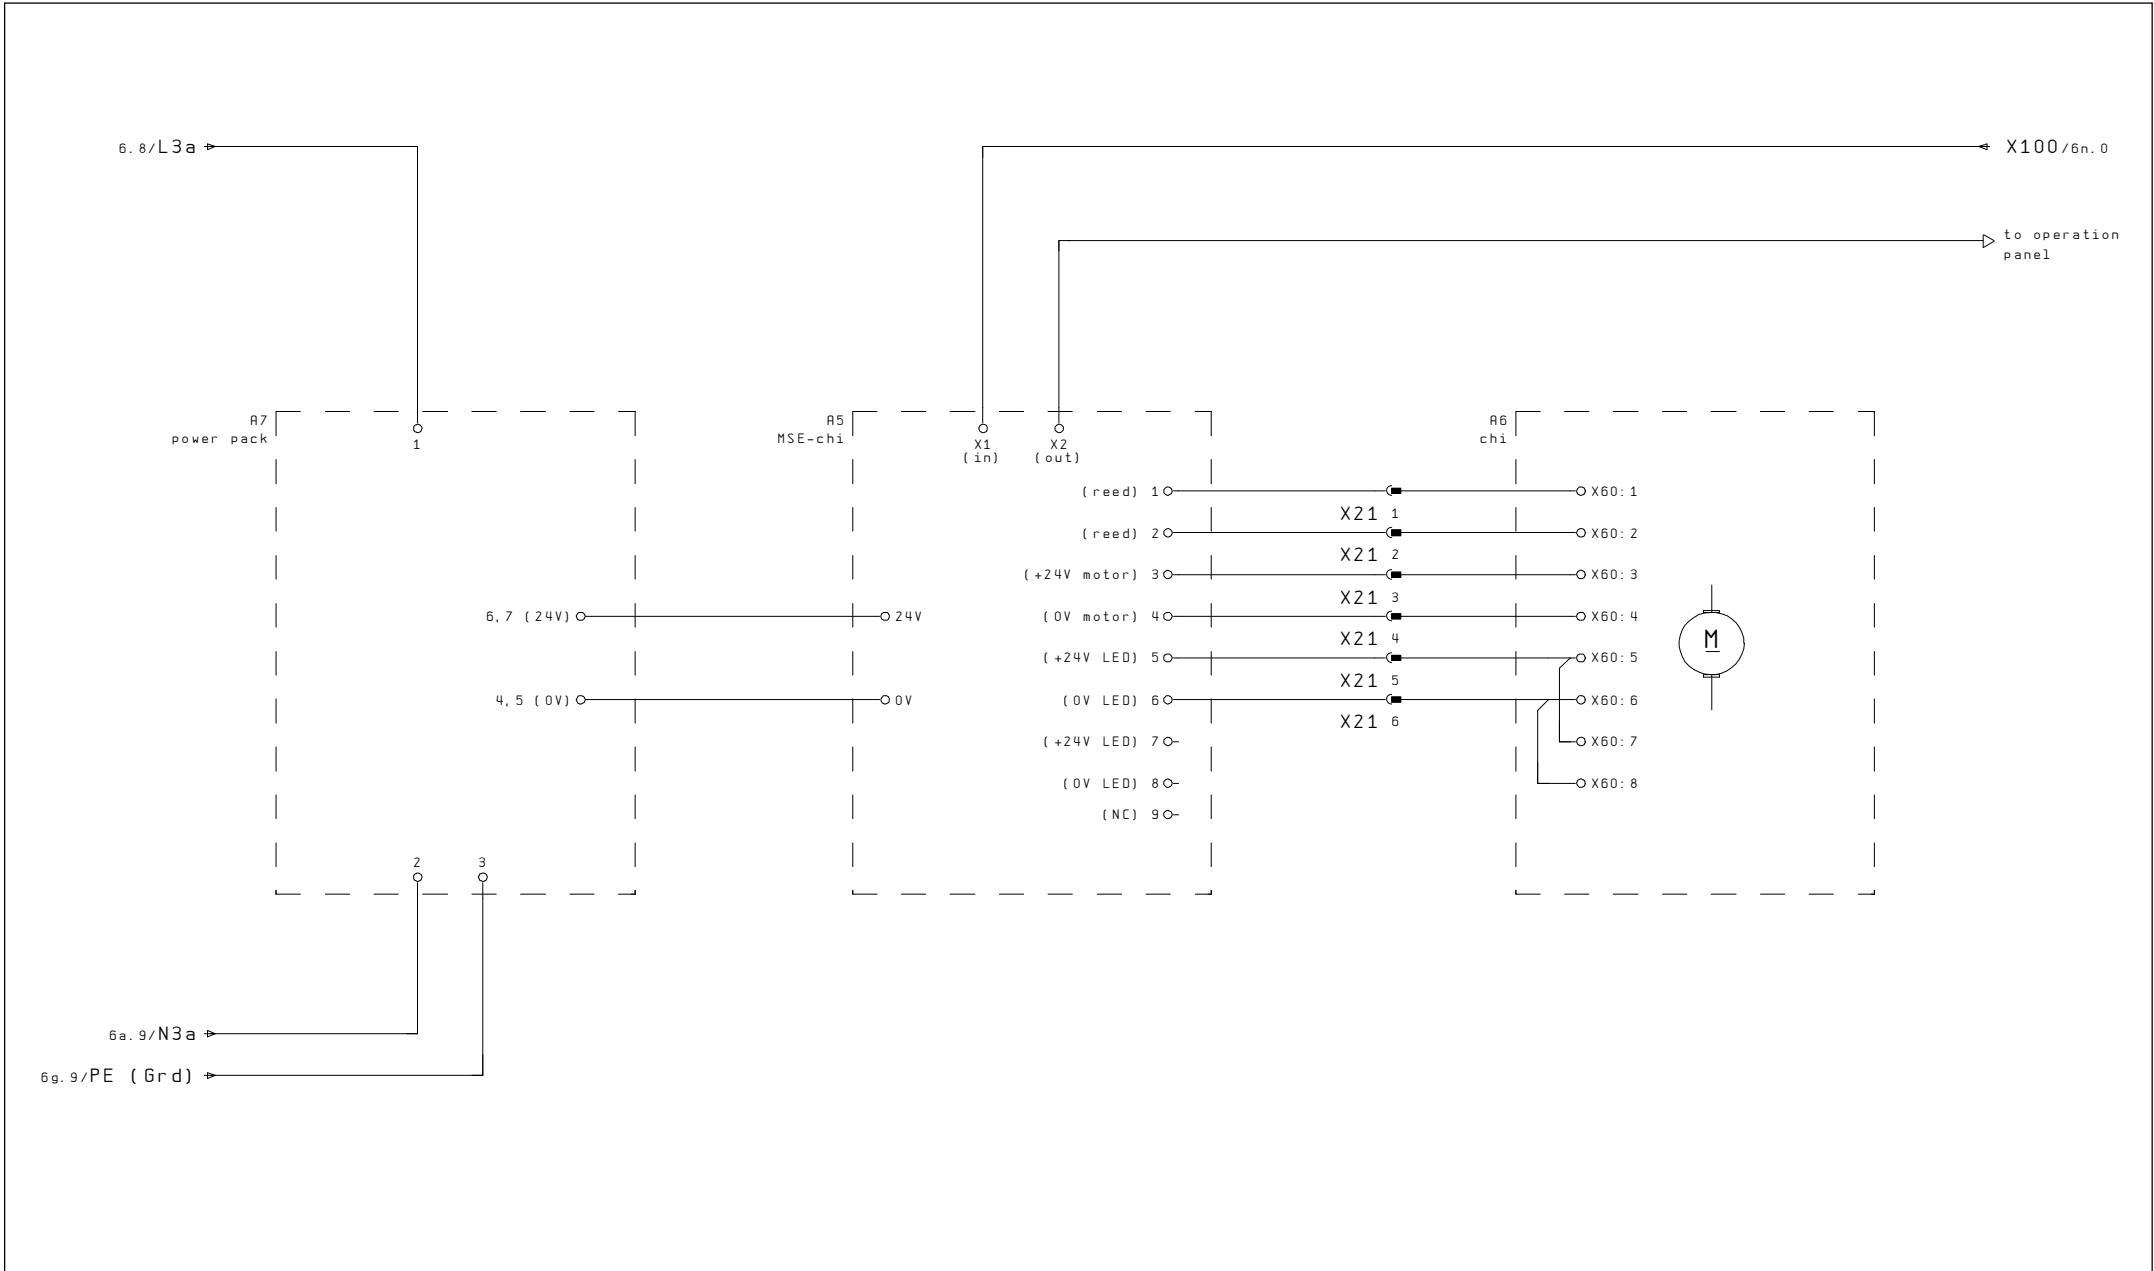 6.8/L3a
X100/6n.0
to operation
panel
A7
power pack
1
A5
MSE-chi
X1
(in)
X2
(out)
A6
chi
(reed) 1
X21 1
X60:1
(reed) 2
X21 2
X60:2
(+24V motor) 3
X21 3
X60:3
6,7 (24V)
24V
(0V motor) 4
X21 4
X60:4
M
(+24V LED) 5
X21 5
X60:5
4,5 (0V)
0V
(0V LED) 6
X21 6
X60:6
(+24V LED) 7
X60:7
(0V LED) 8
X60:8
(NC) 9
2
3
6a.9/N3a
6g.9/PE (Grd)